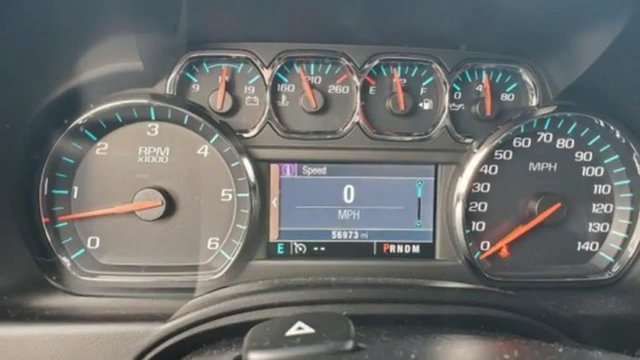 9 19
160 210 260
E F
0 80
RPM
x1000
0 1 2 3 4 5 6
Speed
0
MPH
56973 mi
E -- PRNDM
MPH
0 10 20 30 40 50 60 70 80 90 100 110 120 130 140